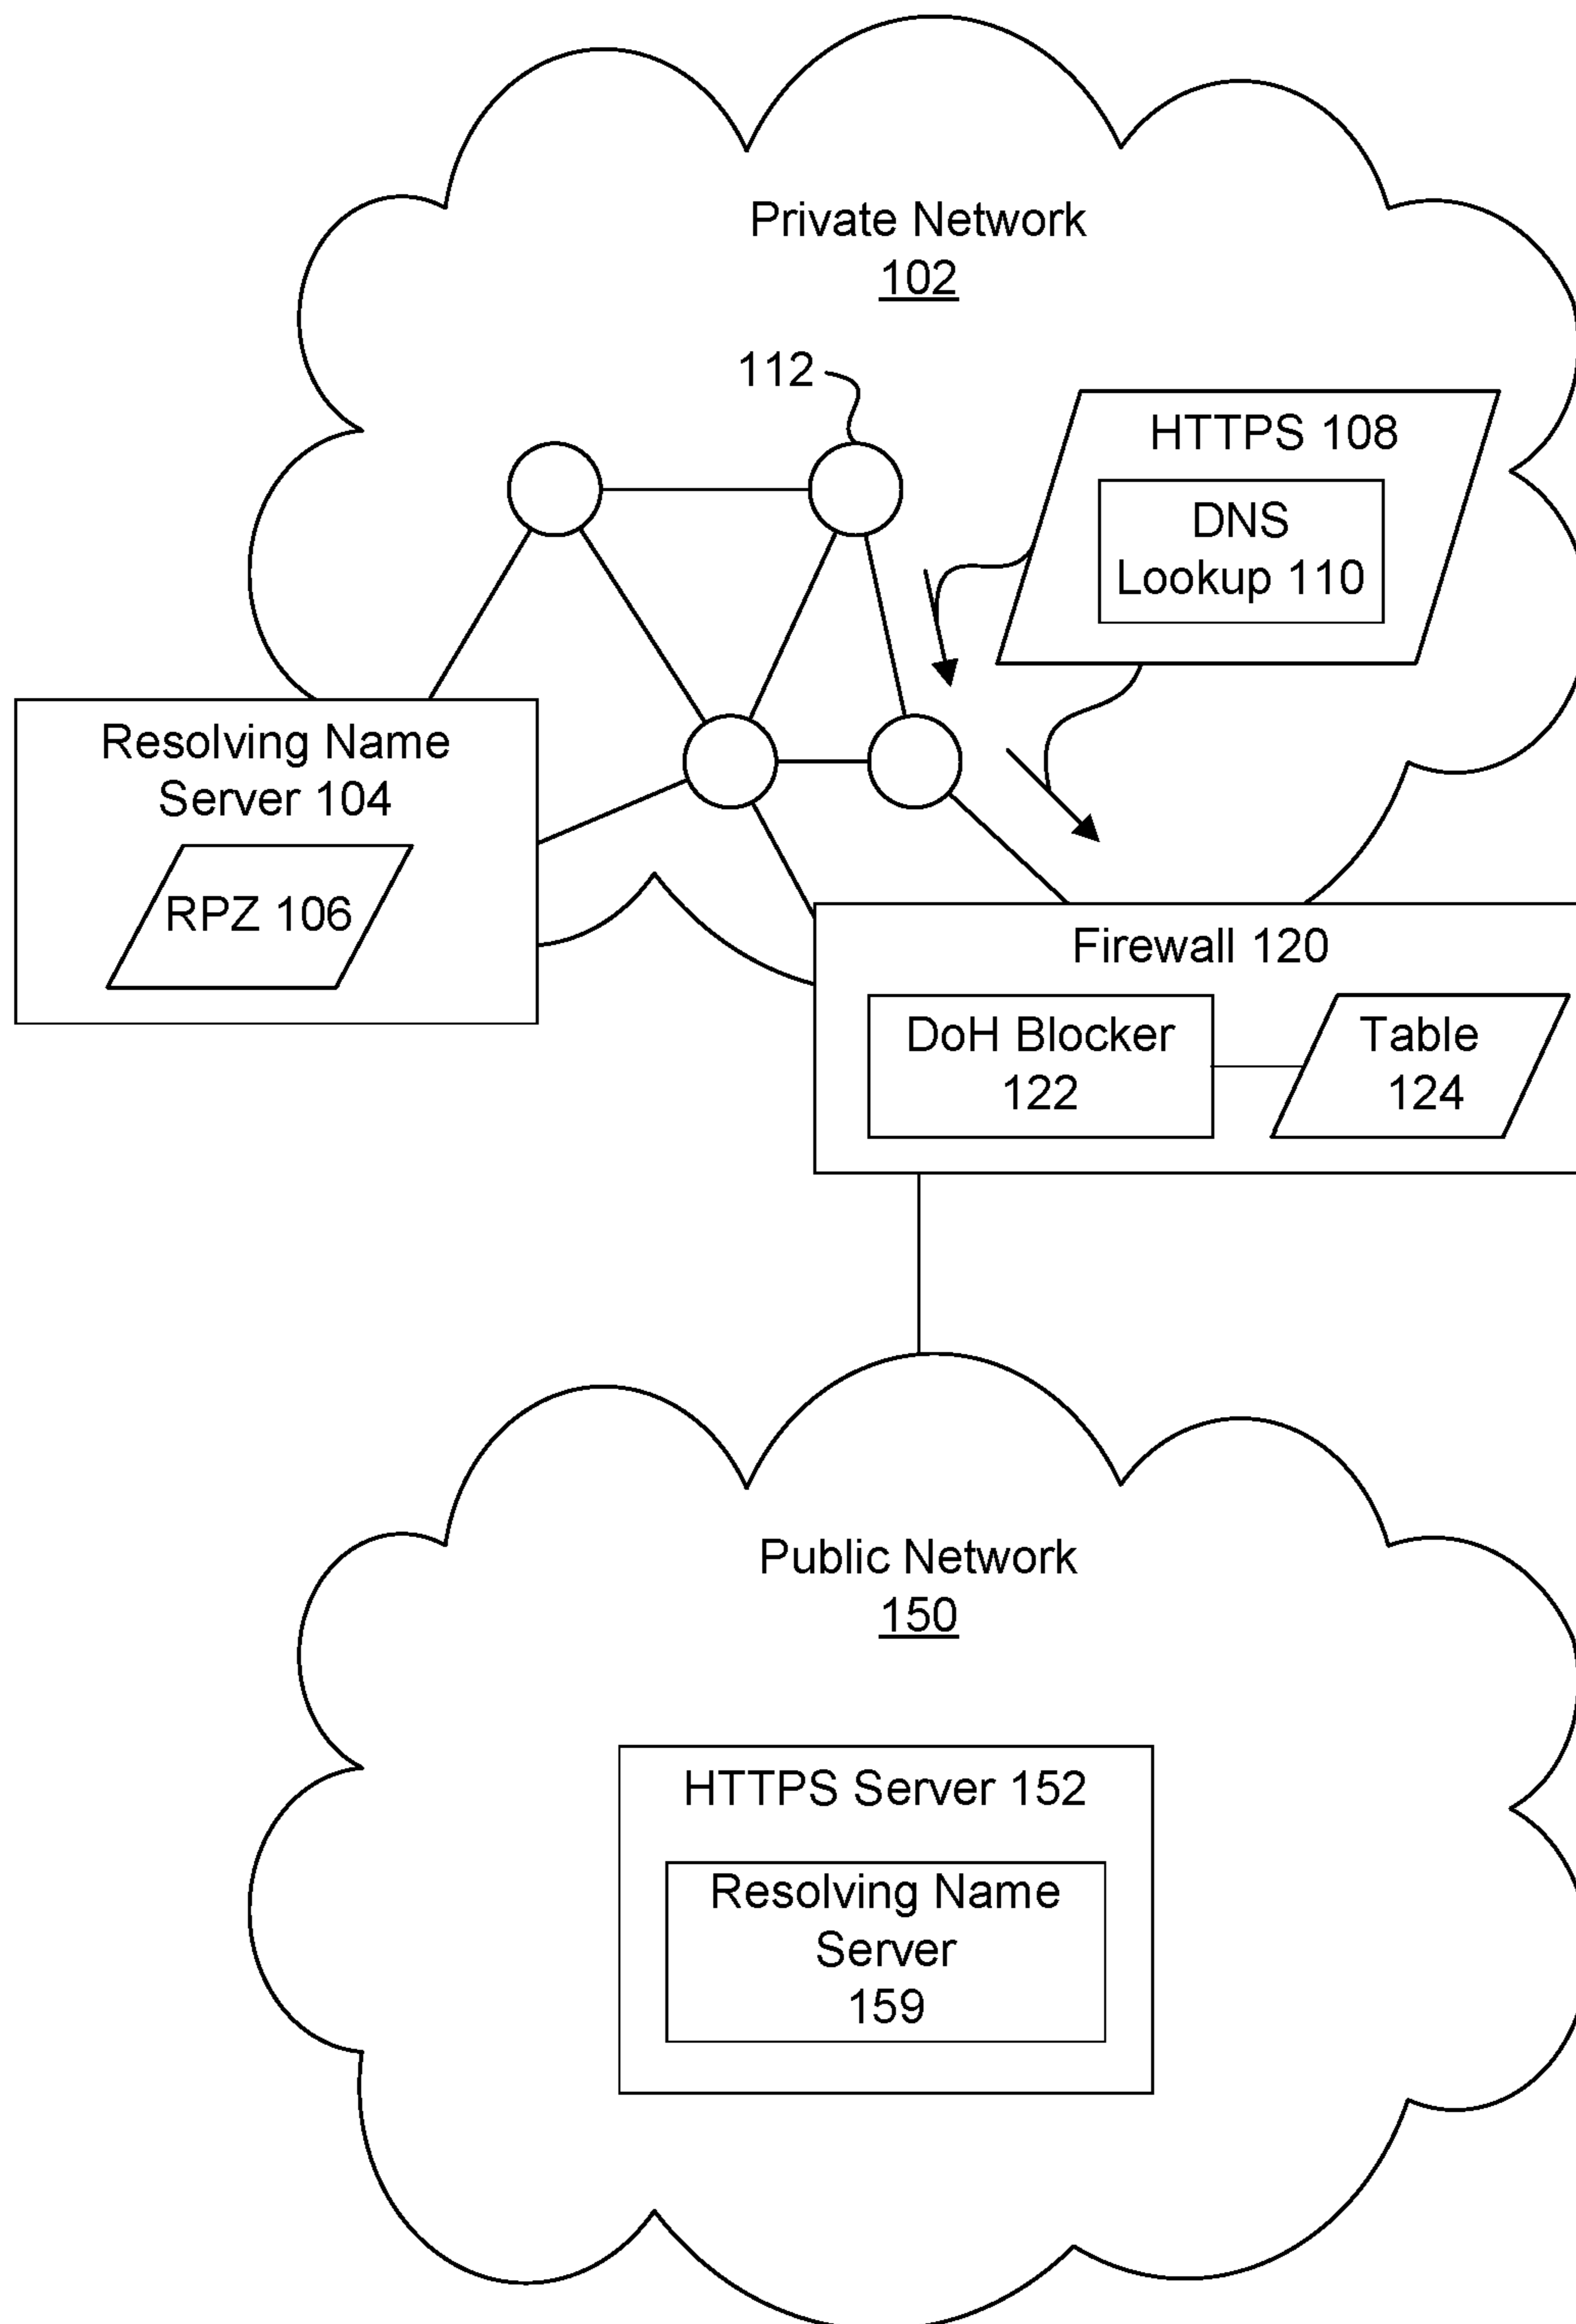 Private Network
102
112
HTTPS 108
DNS
Lookup 110
Resolving Name
Server 104
RPZ 106
Firewall 120
DoH Blocker
122
Table
124
Public Network
150
HTTPS Server 152
Resolving Name
Server
159